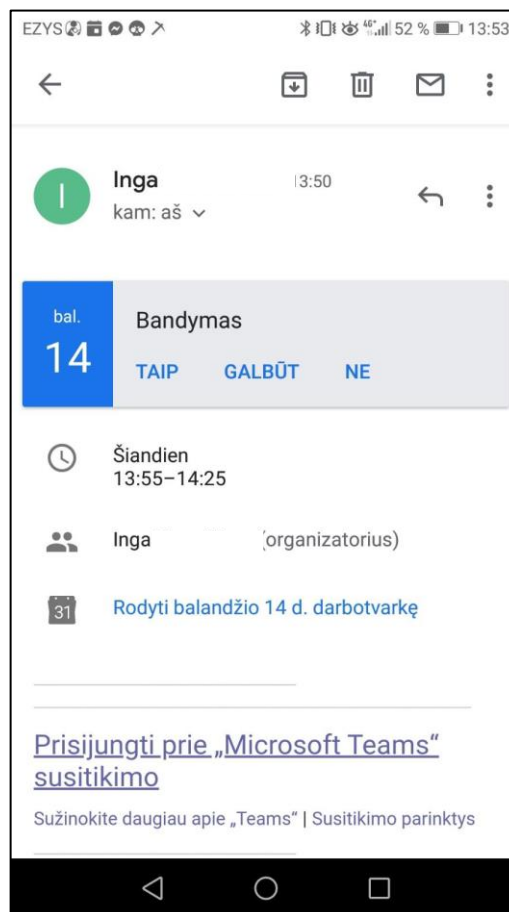 EZYS 52 % 13:53
Inga 13:50
kam: aš
I
bal.
14
Bandymas
TAIP GALBŪT NE
Šiandien
13:55–14:25
Inga (organizatorius)
31
Rodyti balandžio 14 d. darbotvarkę
Prisijungti prie „Microsoft Teams“
susitikimo
Sužinokite daugiau apie „Teams“ | Susitikimo parinktys